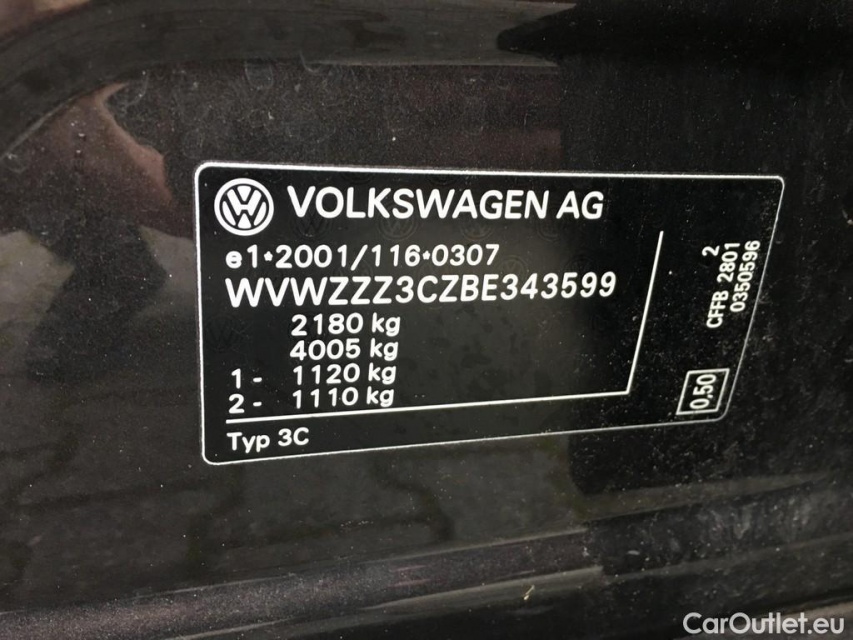 VOLKSWAGEN AG
e1*2001/116*0307
WVWZZZ3CZBE343599
2180 kg
4005 kg
1 - 1120 kg
2 - 1110 kg
Typ 3C
2
CFFB 2801
0350596
0,50
CarOutlet.eu